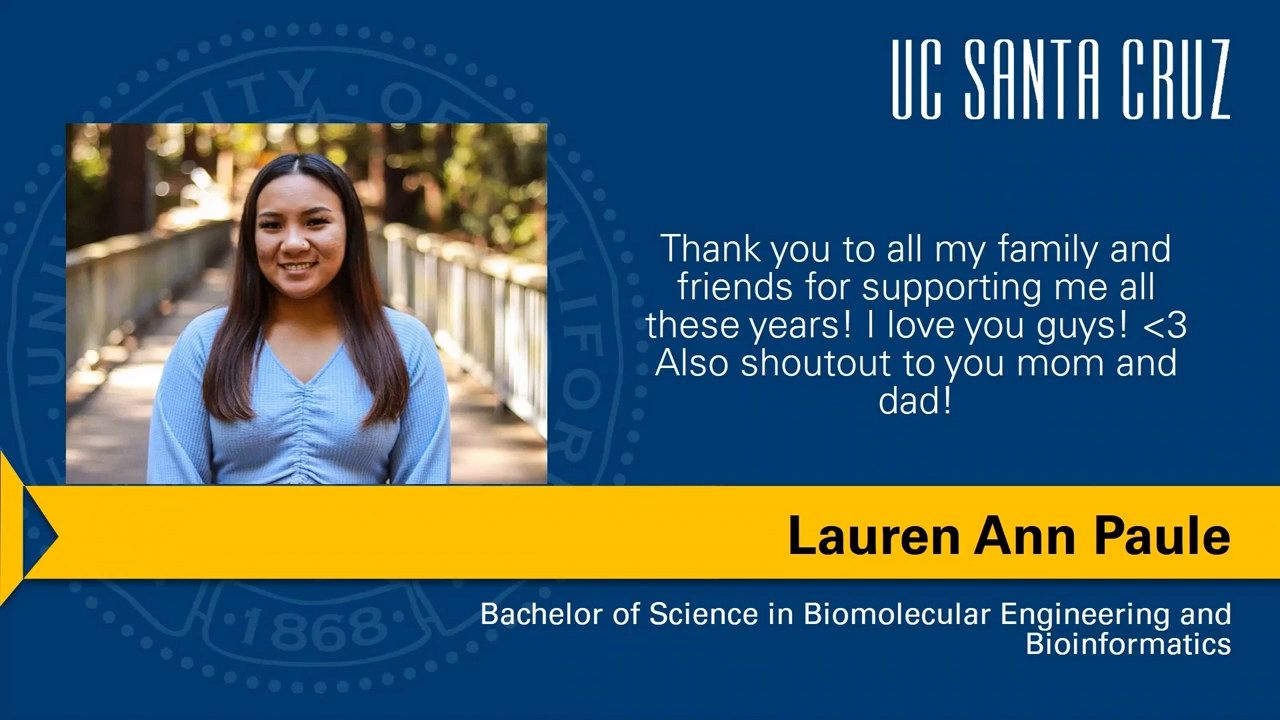 UC SANTA CRUZ
Thank you to all my family and
friends for supporting me all
these years! I love you guys! <3
Also shoutout to you mom and
dad!
Lauren Ann Paule
Bachelor of Science in Biomolecular Engineering and
Bioinformatics
·1868·